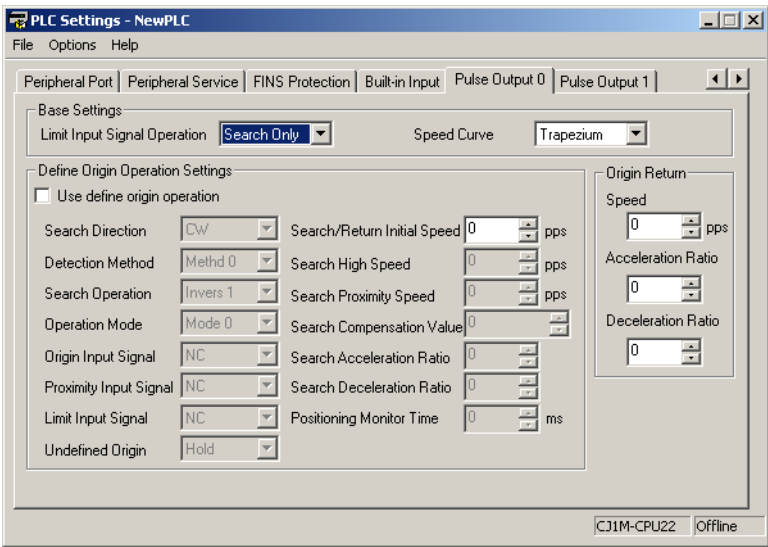 PLC Settings - NewPLC
File Options Help
Peripheral Port Peripheral Service FINS Protection Built-in Input Pulse Output 0 Pulse Output 1
Base Settings
Limit Input Signal Operation Search Only Speed Curve Trapezium
Define Origin Operation Settings
Use define origin operation
Search Direction CW Search/Return Initial Speed 0 pps
Detection Method Methd 0 Search High Speed 0 pps
Search Operation Invers 1 Search Proximity Speed 0 pps
Operation Mode Mode 0 Search Compensation Value 0
Origin Input Signal NC Search Acceleration Ratio 0
Proximity Input Signal NC Search Deceleration Ratio 0
Limit Input Signal NC Positioning Monitor Time 0 ms
Undefined Origin Hold
Origin Return
Speed
0 pps
Acceleration Ratio
0
Deceleration Ratio
0
CJ1M-CPU22 Offline